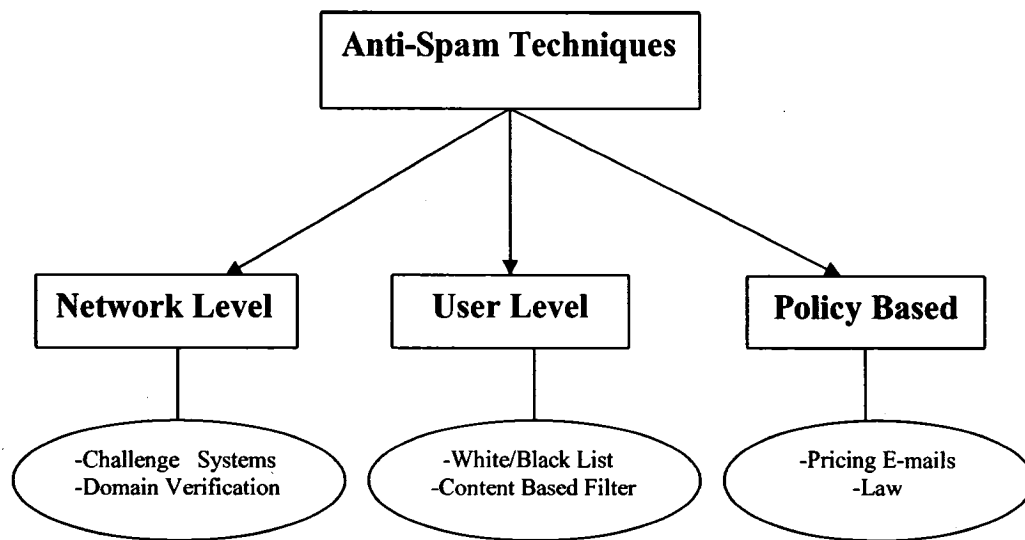 Anti-Spam Techniques
Network Level
User Level
Policy Based
-Challenge Systems
-Domain Verification
-White/Black List
-Content Based Filter
-Pricing E-mails
-Law